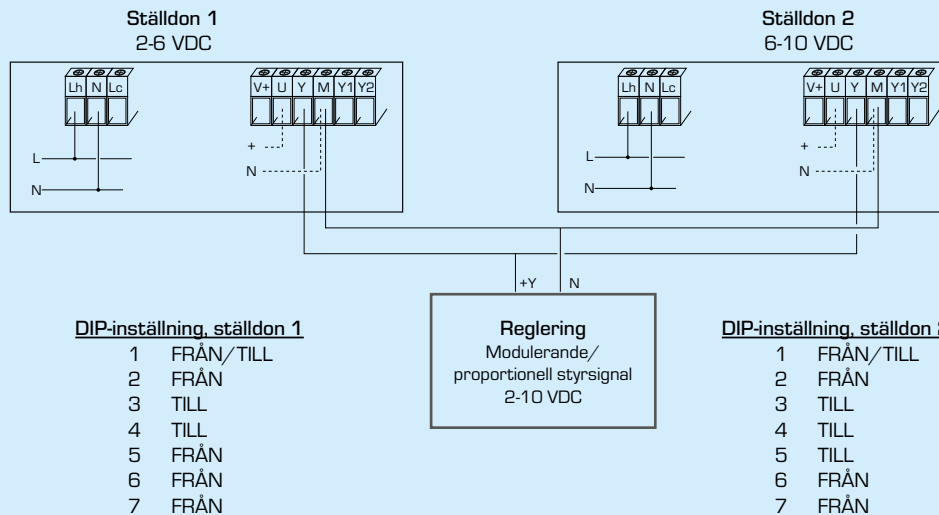 Ställdon 1
2-6 VDC
Lh N Lc
V+ U Y M Y1 Y2
+
N
L
N
Ställdon 2
6-10 VDC
Lh N Lc
V+ U Y M Y1 Y2
+
N
L
N
+Y N
Reglering
Modulerande/
proportionell styrsignal
2-10 VDC
DIP-inställning, ställdon 1
1 FRÅN/TILL
2 FRÅN
3 TILL
4 TILL
5 FRÅN
6 FRÅN
7 FRÅN
DIP-inställning, ställdon 2
1 FRÅN/TILL
2 FRÅN
3 TILL
4 TILL
5 TILL
6 FRÅN
7 FRÅN